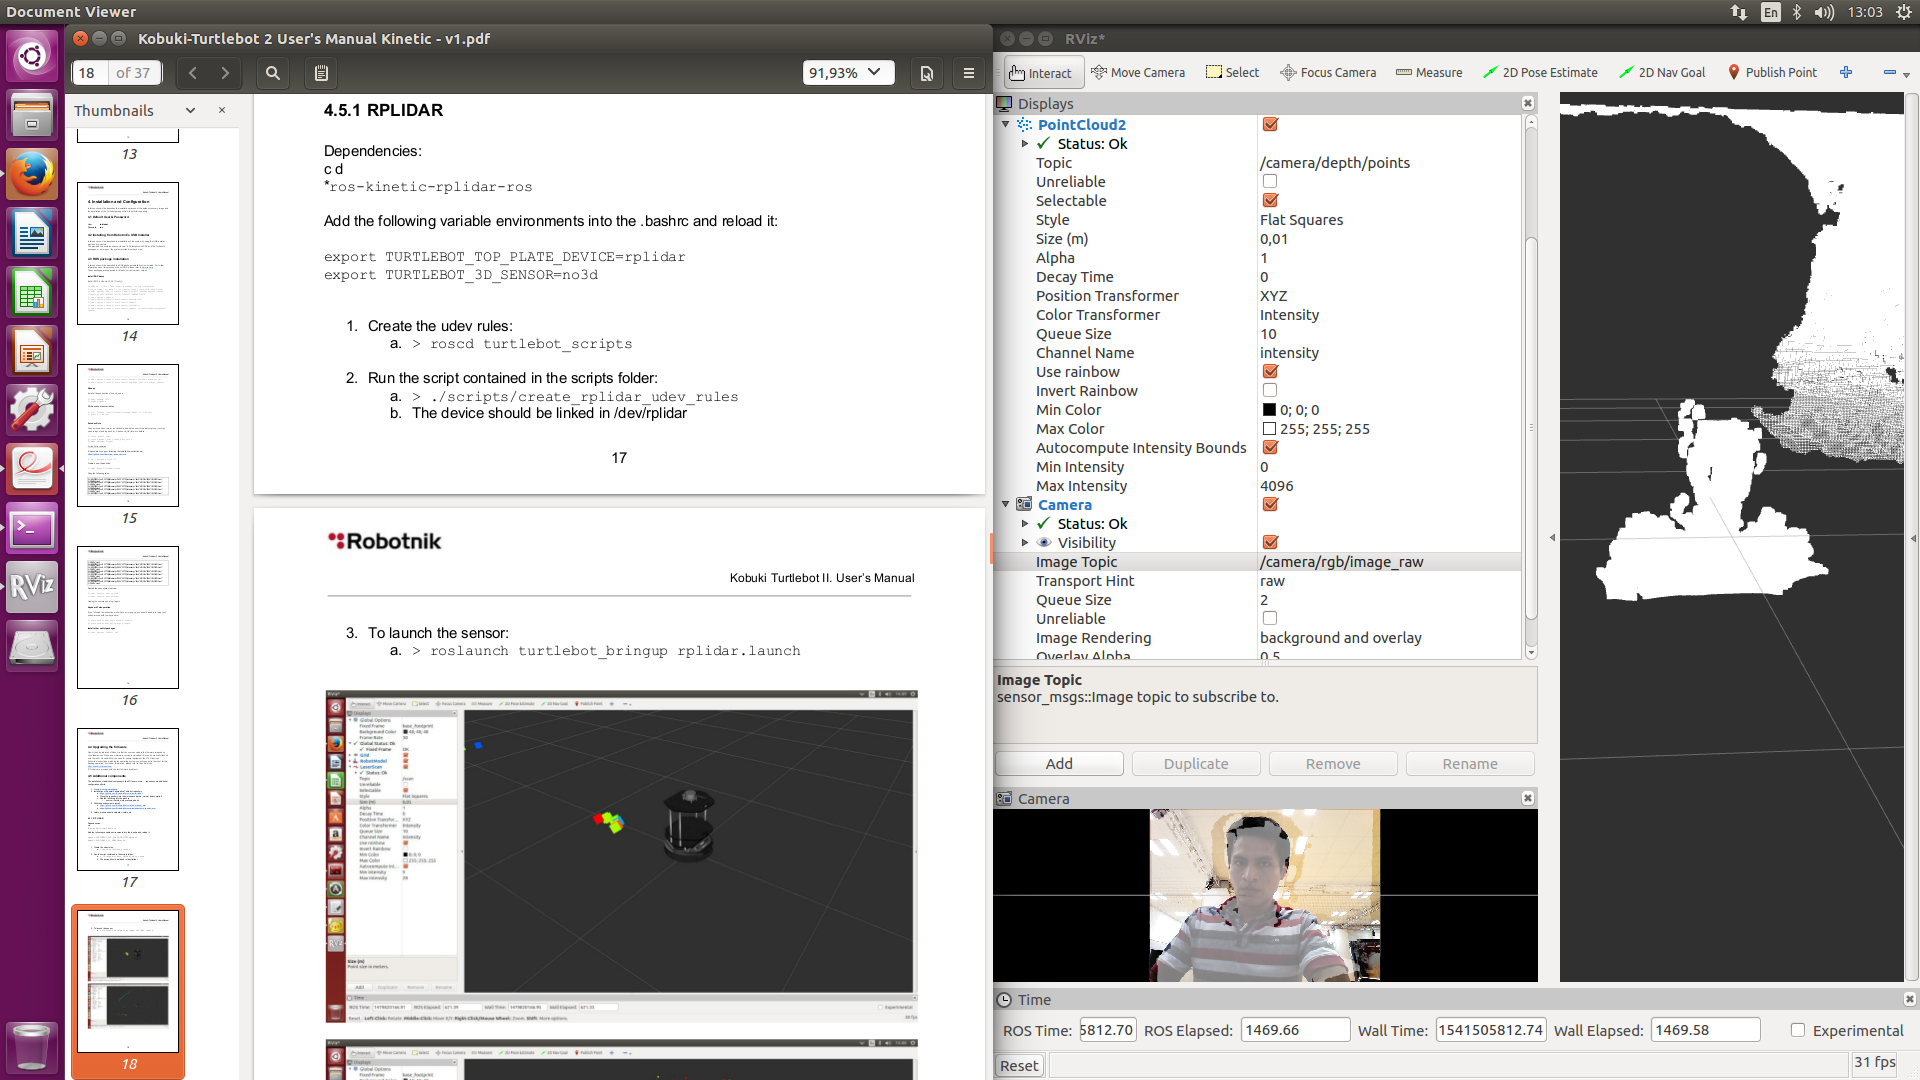 Document Viewer
En
13:03
Kobuki-Turtlebot 2 User's Manual Kinetic - v1.pdf
18 of 37
91,93%
Thumbnails
13
14
15
16
17
18
4. Installation and Configuration
4.5.1 RPLIDAR
Dependencies:
c d
*ros-kinetic-rplidar-ros
Add the following variable environments into the .bashrc and reload it:
export TURTLEBOT_TOP_PLATE_DEVICE=rplidar
export TURTLEBOT_3D_SENSOR=no3d
1. Create the udev rules:
a. > roscd turtlebot_scripts
2. Run the script contained in the scripts folder:
a. > ./scripts/create_rplidar_udev_rules
b. The device should be linked in /dev/rplidar
17
Robotnik
Kobuki Turtlebot II. User's Manual
3. To launch the sensor:
a. > roslaunch turtlebot_bringup rplidar.launch
RViz*
Interact
Move Camera
Select
Focus Camera
Measure
2D Pose Estimate
2D Nav Goal
Publish Point
Displays
PointCloud2
Status: Ok
Topic /camera/depth/points
Unreliable
Selectable
Style Flat Squares
Size (m) 0,01
Alpha 1
Decay Time 0
Position Transformer XYZ
Color Transformer Intensity
Queue Size 10
Channel Name intensity
Use rainbow
Invert Rainbow
Min Color 0; 0; 0
Max Color 255; 255; 255
Autocompute Intensity Bounds
Min Intensity 0
Max Intensity 4096
Camera
Status: Ok
Visibility
Image Topic /camera/rgb/image_raw
Transport Hint raw
Queue Size 2
Unreliable
Image Rendering background and overlay
Overlay Alpha 0.5
Image Topic
sensor_msgs::Image topic to subscribe to.
Add
Duplicate
Remove
Rename
Camera
Time
ROS Time: 5812.70 ROS Elapsed: 1469.66 Wall Time: 1541505812.74 Wall Elapsed: 1469.58 Experimental
Reset
31 fps
RViz